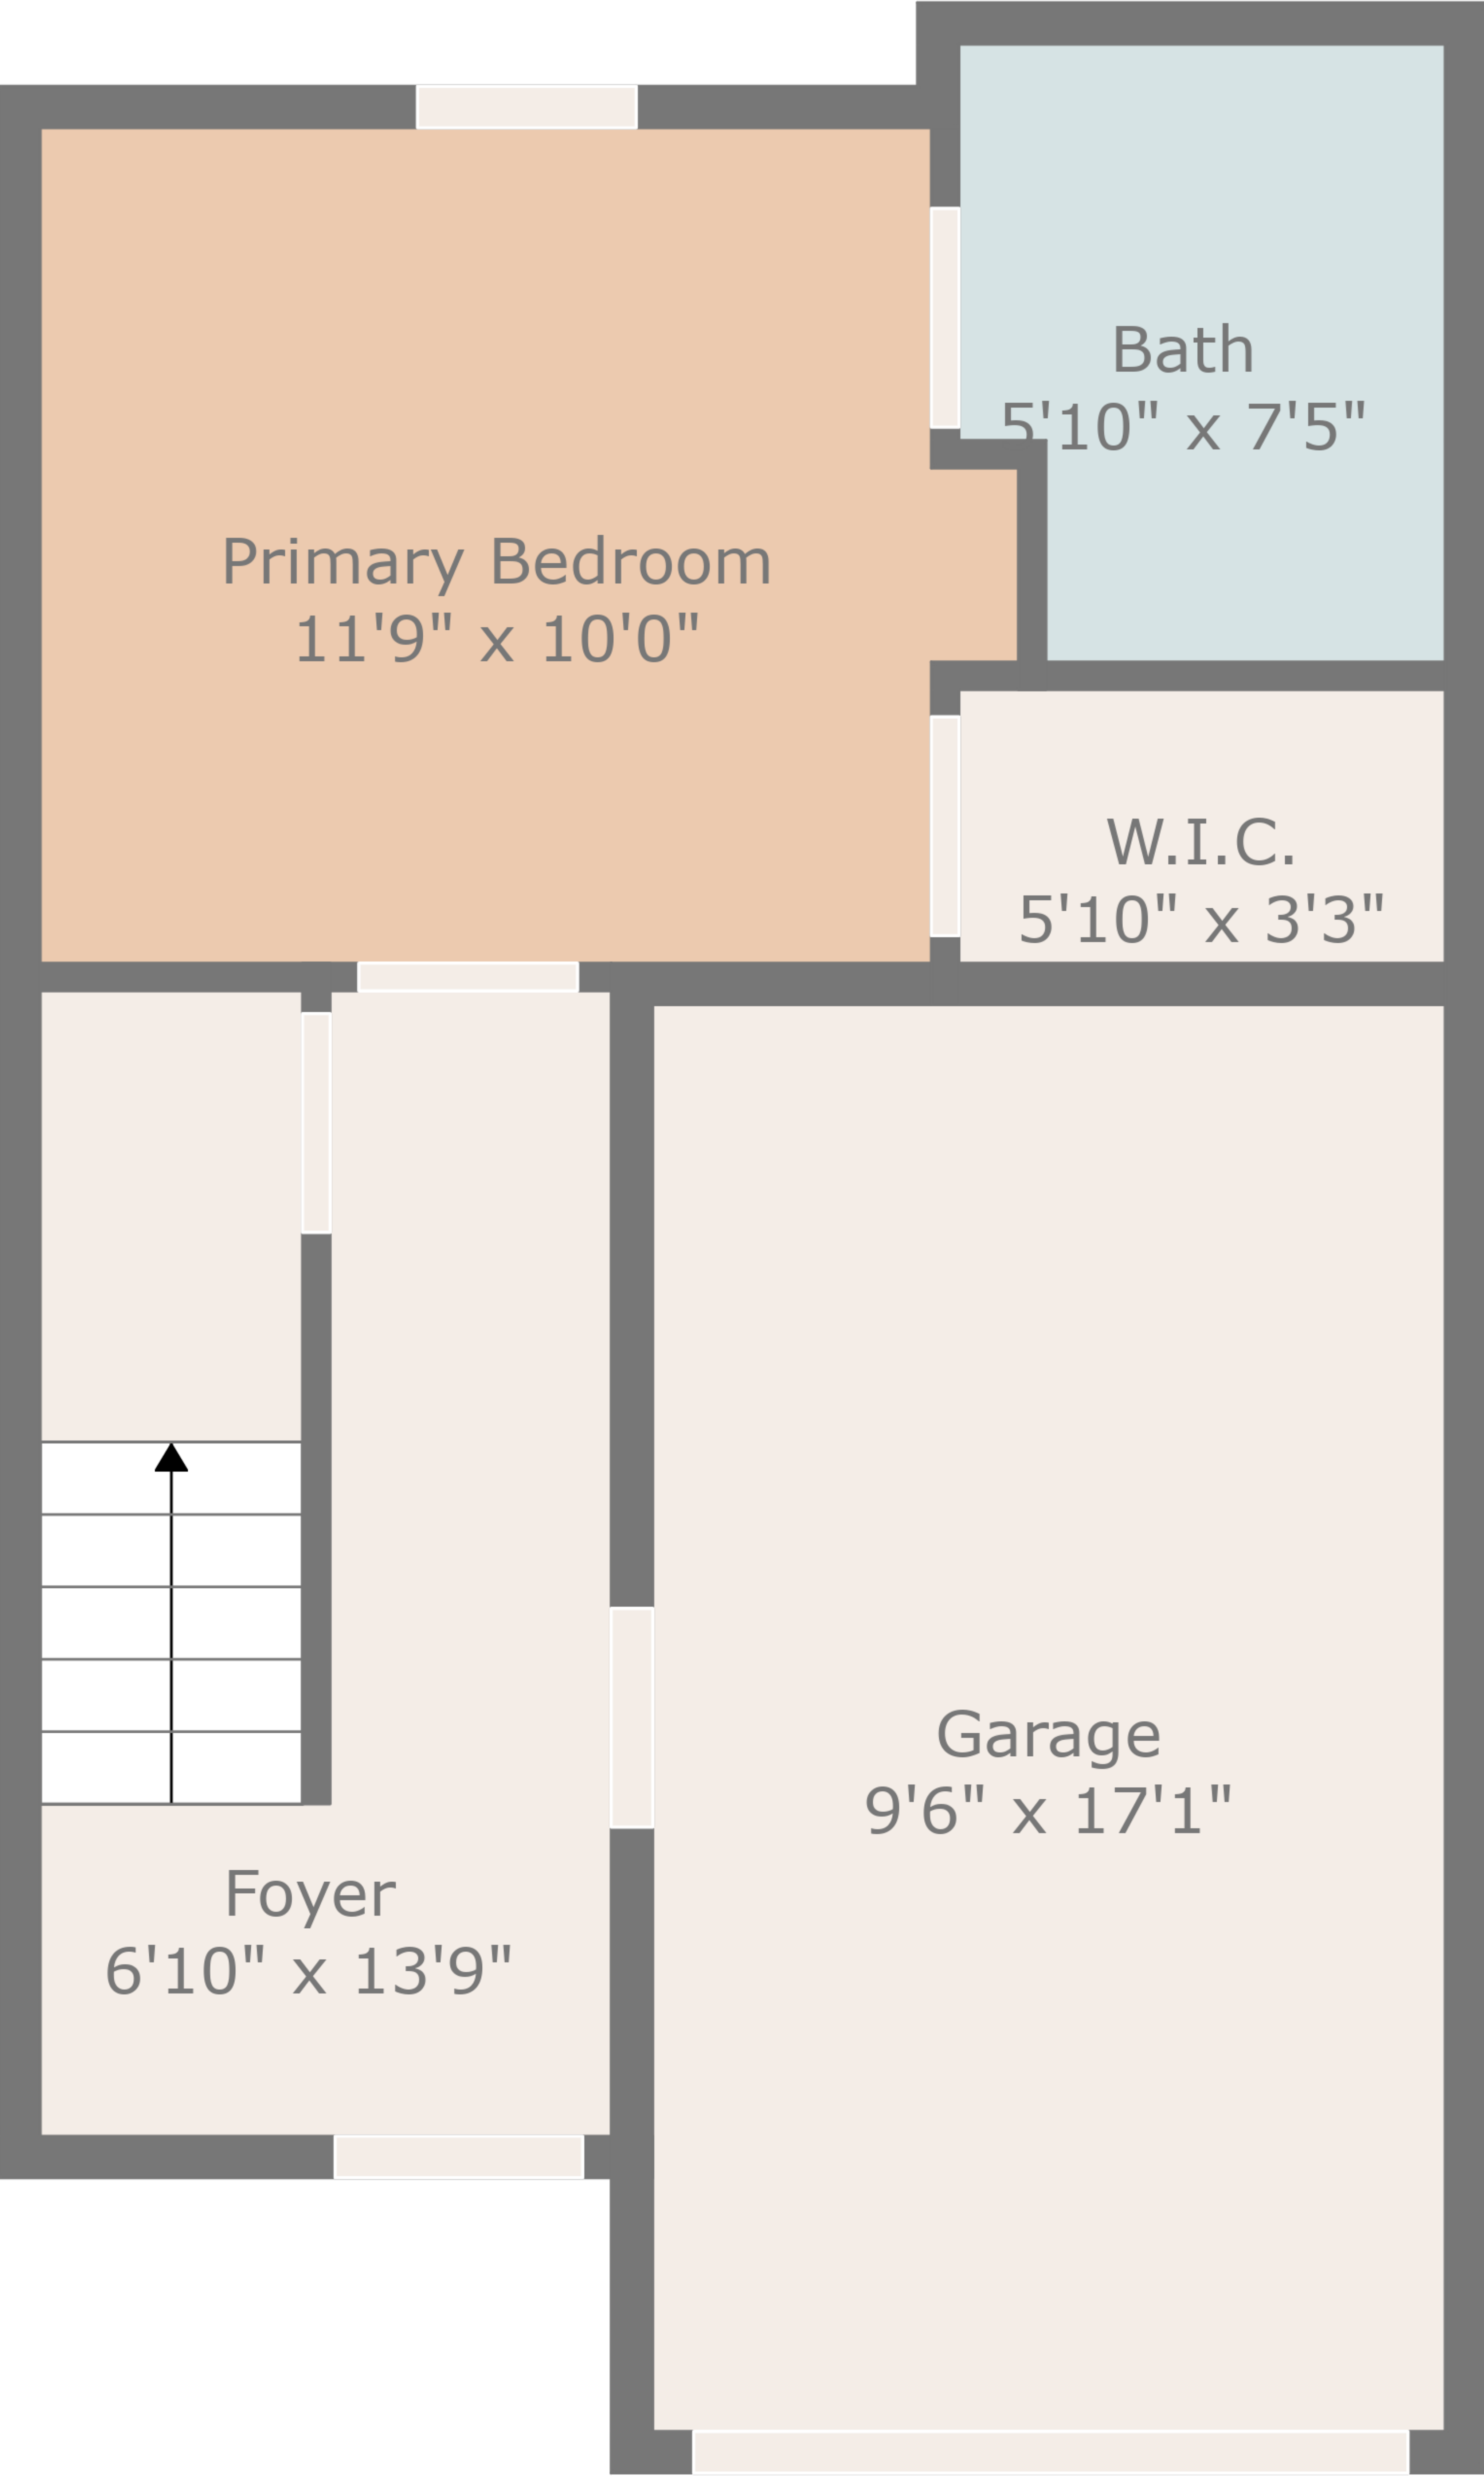 Bath
5'10" x 7'5"
Primary Bedroom
11'9" x 10'0"
W.I.C.
5'10" x 3'3"
Garage
9'6" x 17'1"
Foyer
6'10" x 13'9"